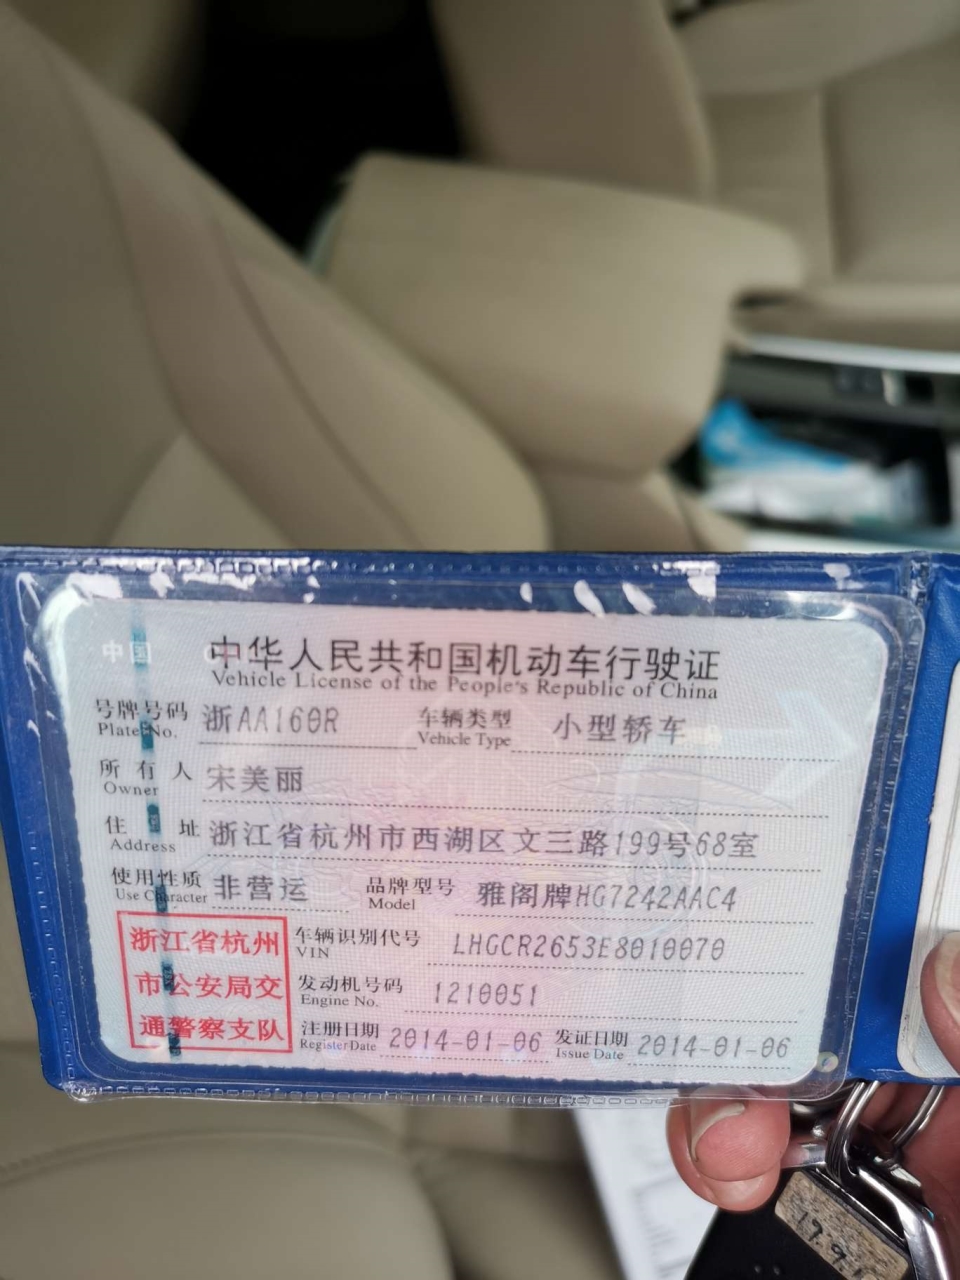 中国
中华人民共和国机动车行驶证
Vehicle License of the People's Republic of China
号牌号码 浙AA160R 车辆类型 小型轿车
Plate No. Vehicle Type
所有人 宋美丽
Owner
住址 浙江省杭州市西湖区文三路199号68室
Address
使用性质 非营运 品牌型号 雅阁牌HG7242AAC4
Use Character Model
浙江省杭州
市公安局交
通警察支队
车辆识别代号 LHGCR2653E8010070
VIN
发动机号码 1210051
Engine No.
注册日期 2014-01-06 发证日期 2014-01-06
Register Date Issue Date